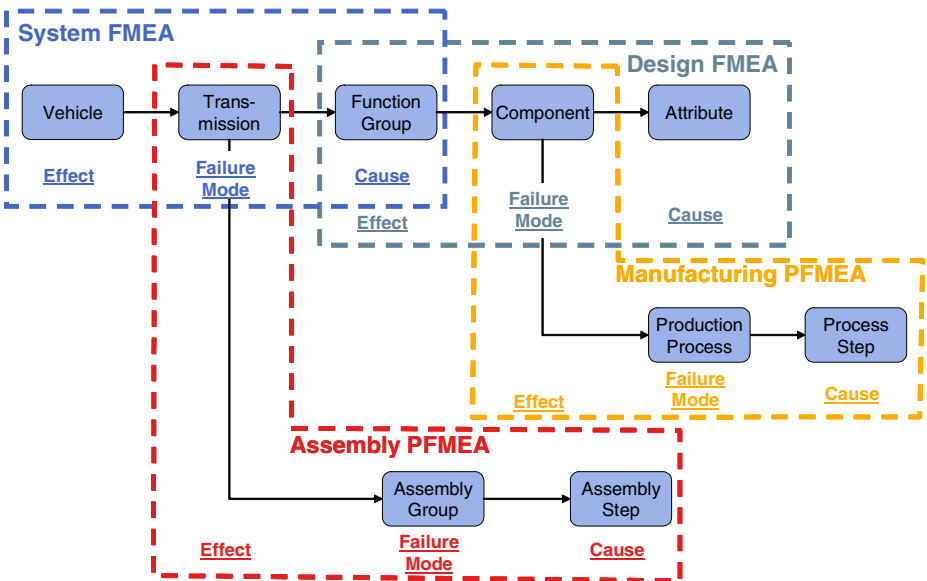 System FMEA
Design FMEA
Vehicle
Trans-
mission
Function
Group
Component
Attribute
Effect
Failure
Mode
Cause
Effect
Failure
Mode
Cause
Manufacturing PFMEA
Production
Process
Process
Step
Effect
Failure
Mode
Cause
Assembly PFMEA
Assembly
Group
Assembly
Step
Effect
Failure
Mode
Cause